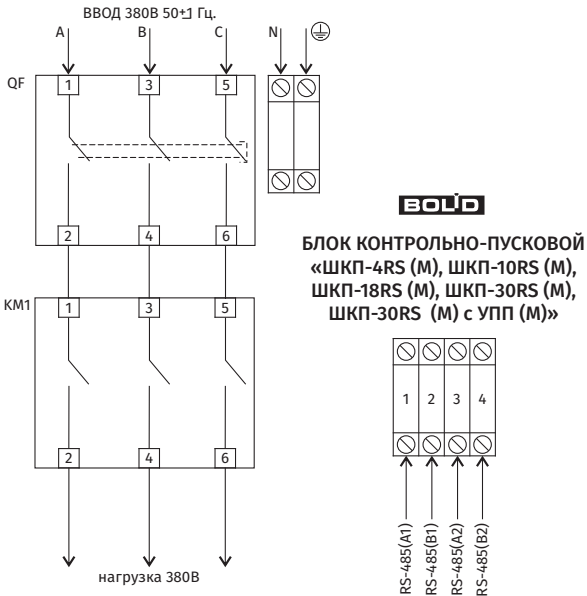 ВВОД 380В 50±1 Гц.
A B C N
QF
1 3 5
2 4 6
KM1
1 3 5
2 4 6
нагрузка 380В
BOLID
БЛОК КОНТРОЛЬНО-ПУСКОВОЙ
«ШКП-4RS (М), ШКП-10RS (М),
ШКП-18RS (М), ШКП-30RS (М),
ШКП-30RS (М) с УПП (М)»
1 2 3 4
RS-485(A1)
RS-485(B1)
RS-485(A2)
RS-485(B2)